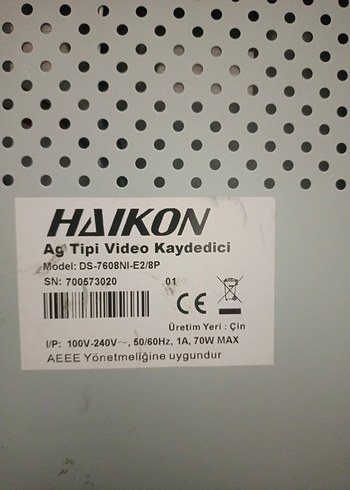 HAIKON
Ag Tipi Video Kaydedici
Model: DS-7608NI-E2/8P
SN: 700573020 01
CE
Üretim Yeri : Çin
I/P: 100V-240V~, 50/60Hz, 1A, 70W MAX
AEEE Yönetmeliğine uygundur